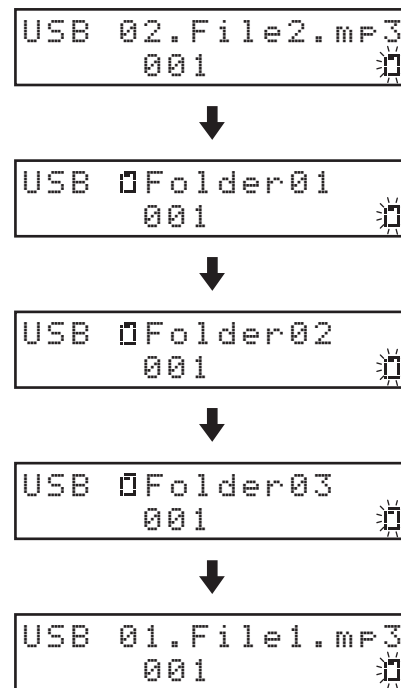 USB 02.File2.mp3
001
USB Folder01
001
USB Folder02
001
USB Folder03
001
USB 01.File1.mp3
001